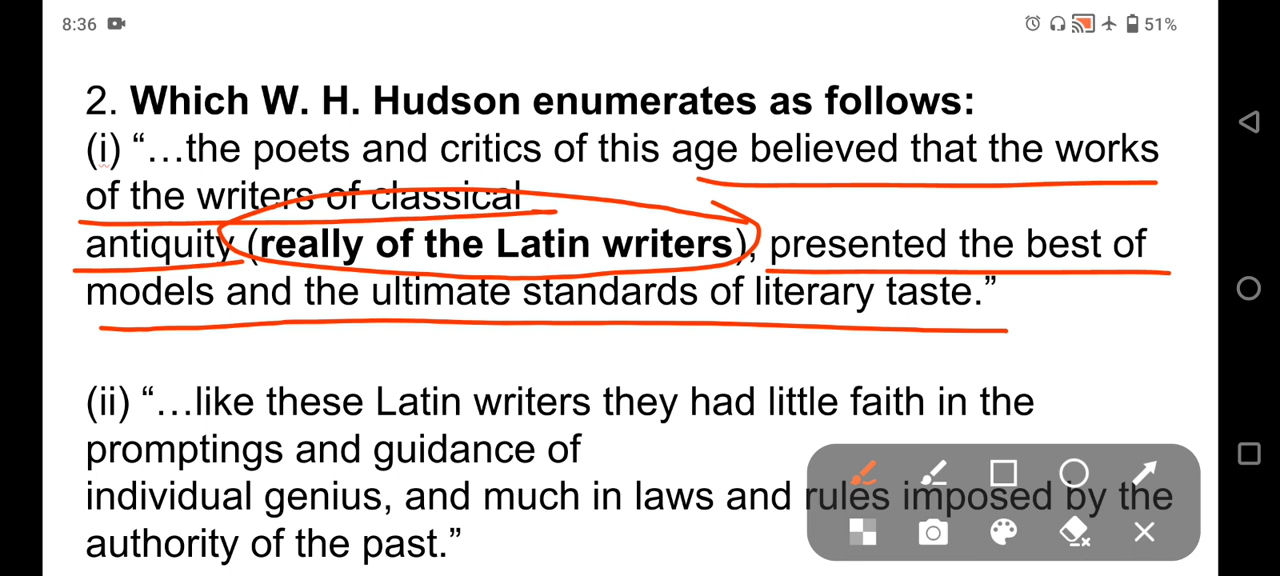 8:36
51%
2. Which W. H. Hudson enumerates as follows:
(i) “…the poets and critics of this age believed that the works
of the writers of classical
antiquity (really of the Latin writers), presented the best of
models and the ultimate standards of literary taste.”
(ii) “…like these Latin writers they had little faith in the
promptings and guidance of
individual genius, and much in laws and rules imposed by the
authority of the past.”